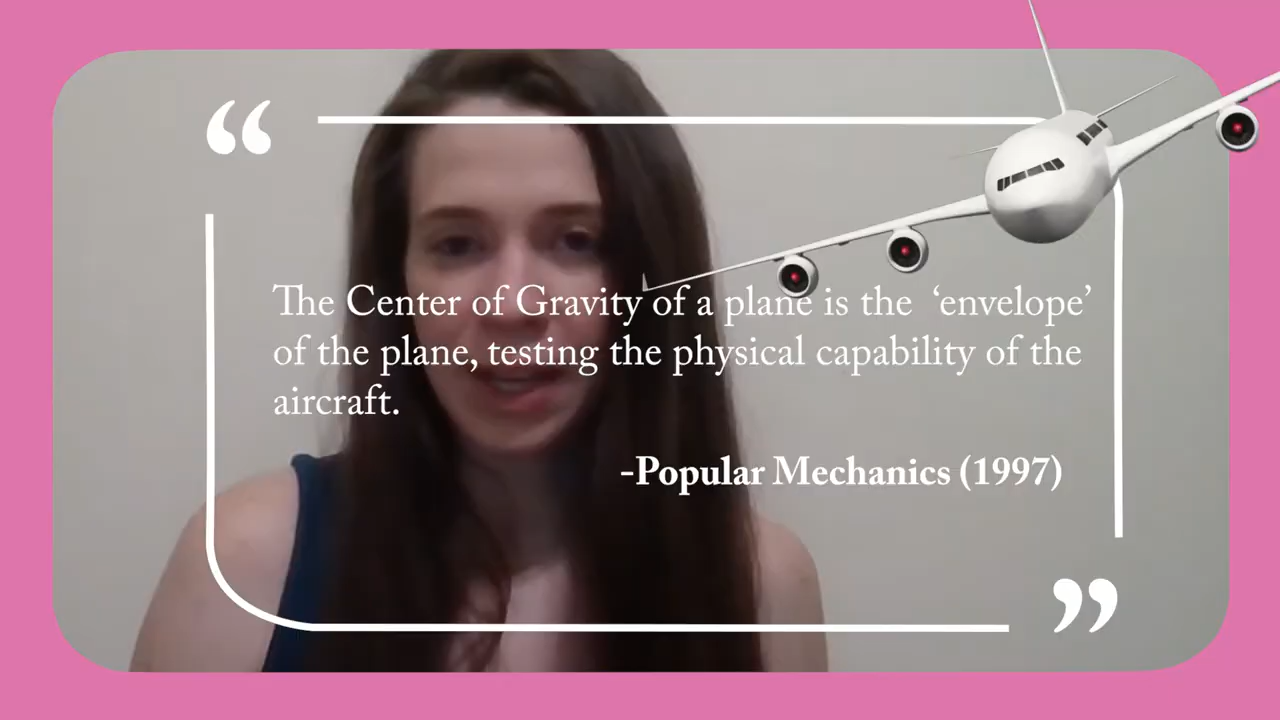 “
The Center of Gravity of a plane is the ‘envelope’
of the plane, testing the physical capability of the
aircraft.
-Popular Mechanics (1997)
”